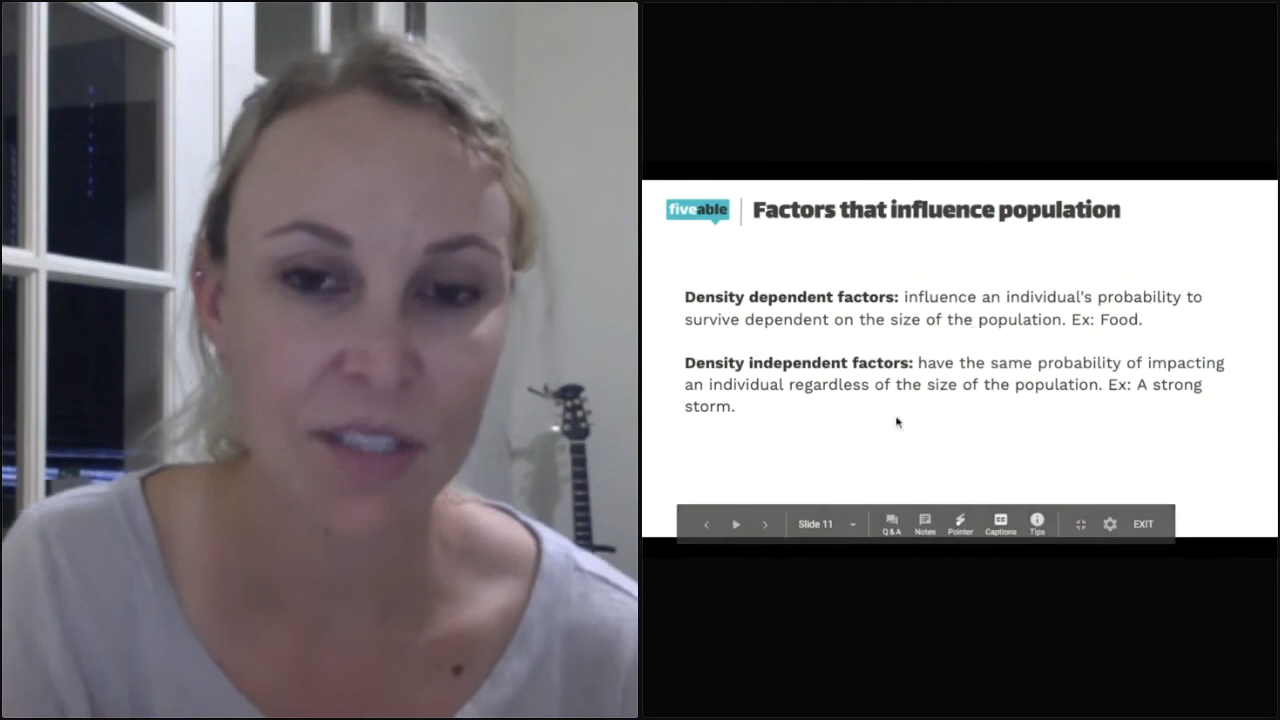 fiveable
Factors that influence population
Density dependent factors: influence an individual's probability to
survive dependent on the size of the population. Ex: Food.
Density independent factors: have the same probability of impacting
an individual regardless of the size of the population. Ex: A strong
storm.
Slide 11
Q&A
Notes
Pointer
Captions
Tips
EXIT